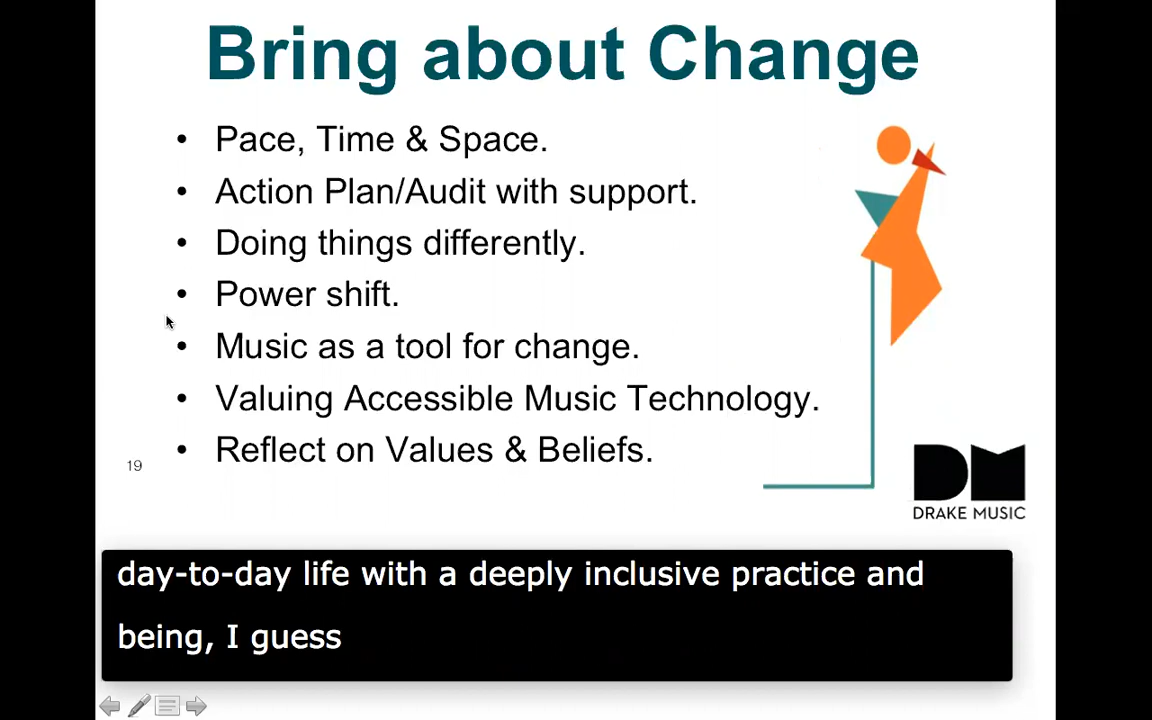 Bring about Change
• Pace, Time & Space.
• Action Plan/Audit with support.
• Doing things differently.
• Power shift.
• Music as a tool for change.
• Valuing Accessible Music Technology.
• Reflect on Values & Beliefs.
19
DM
DRAKE MUSIC
day-to-day life with a deeply inclusive practice and
being, I guess